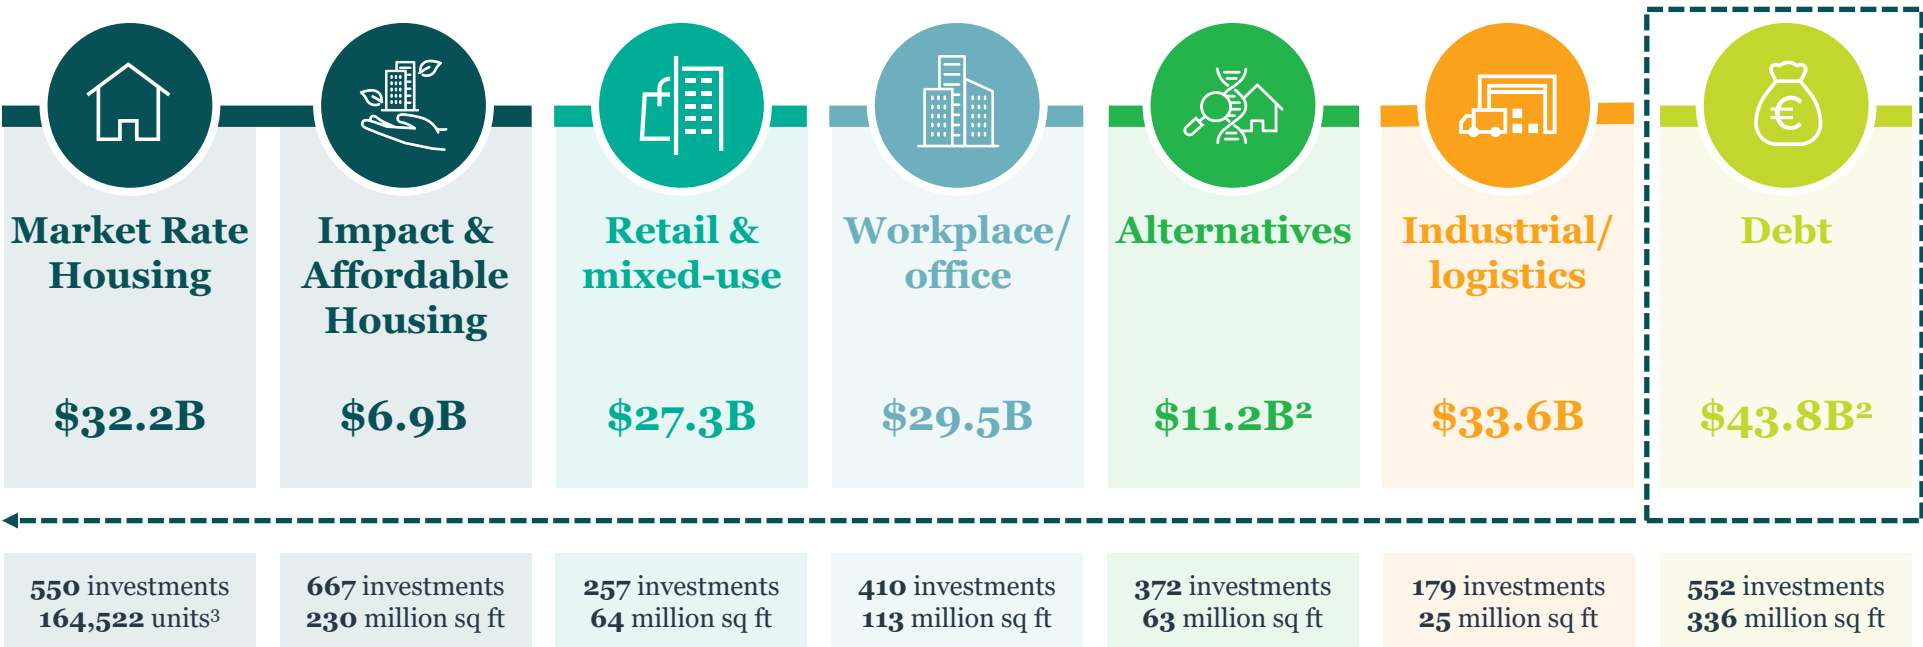 Market Rate
Housing
$32.2B
Impact &
Affordable
Housing
$6.9B
Retail &
mixed-use
$27.3B
Workplace/
office
$29.5B
Alternatives
$11.2B²
Industrial/
logistics
$33.6B
€
Debt
$43.8B²
550 investments
164,522 units³
667 investments
230 million sq ft
257 investments
64 million sq ft
410 investments
113 million sq ft
372 investments
63 million sq ft
179 investments
25 million sq ft
552 investments
336 million sq ft